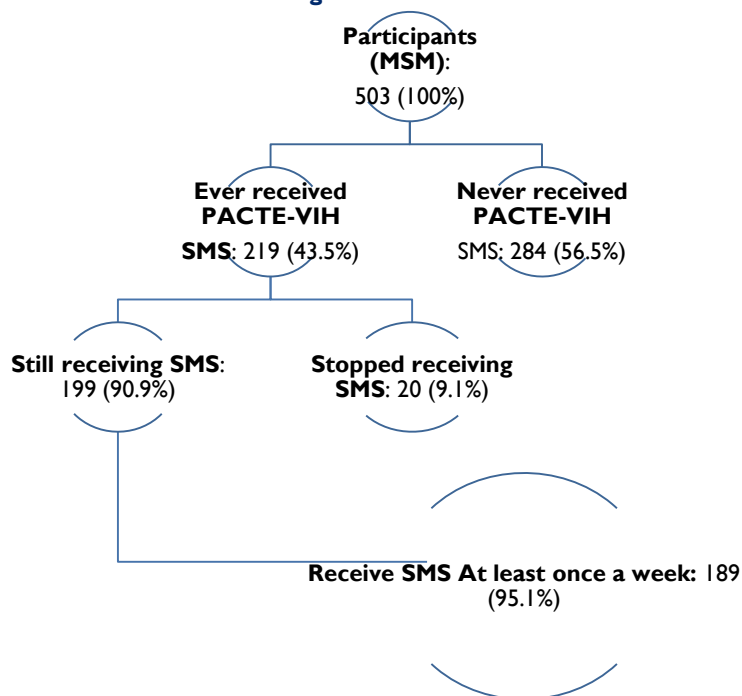 Participants
(MSM):
503 (100%)
Ever received
PACTE-VIH
SMS: 219 (43.5%)
Never received
PACTE-VIH
SMS: 284 (56.5%)
Still receiving SMS:
199 (90.9%)
Stopped receiving
SMS: 20 (9.1%)
Receive SMS At least once a week: 189
(95.1%)